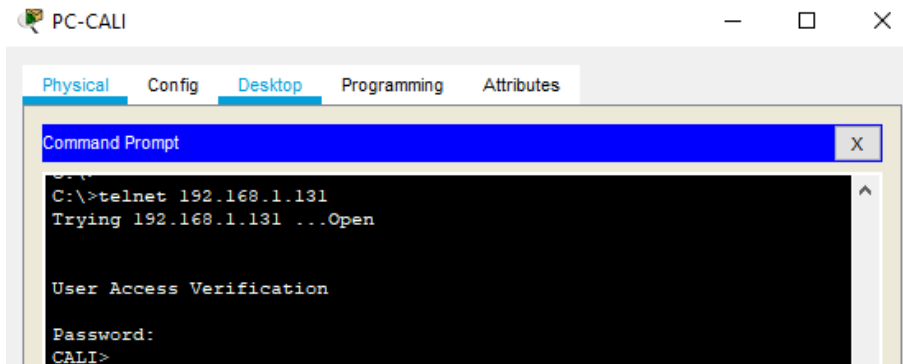 PC-CALI
Physical Config Desktop Programming Attributes
Command Prompt X
C:\>telnet 192.168.1.131
Trying 192.168.1.131 ...Open
User Access Verification
Password:
CALI>